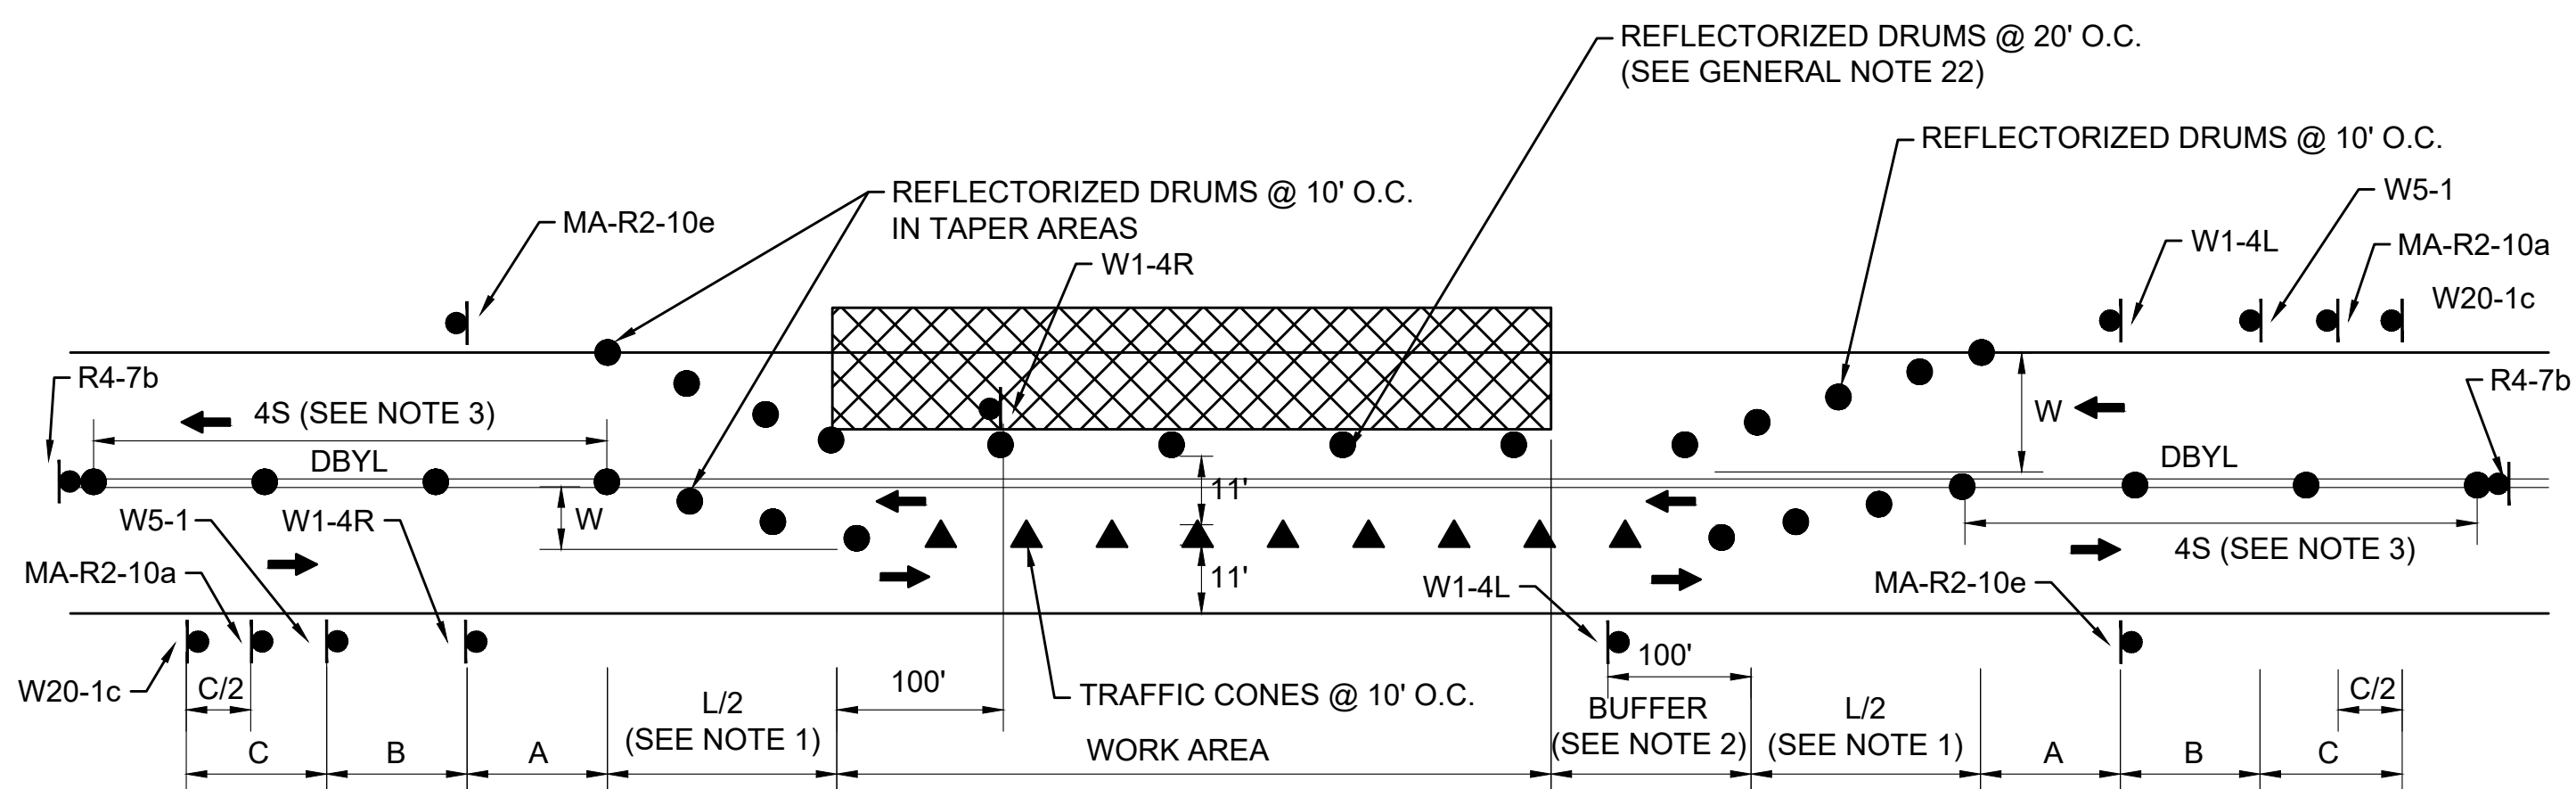 REFLECTORIZED DRUMS @ 20' O.C.
(SEE GENERAL NOTE 22)
REFLECTORIZED DRUMS @ 10' O.C.
REFLECTORIZED DRUMS @ 10' O.C.
IN TAPER AREAS
W5-1
MA-R2-10e
W1-4L
MA-R2-10a
W1-4R
W20-1c
R4-7b
R4-7b
4S (SEE NOTE 3)
W
DBYL
DBYL
11'
W5-1
W1-4R
W
4S (SEE NOTE 3)
MA-R2-10a
11'
W1-4L
MA-R2-10e
W20-1c
C/2
100'
TRAFFIC CONES @ 10' O.C.
100'
C/2
L/2
(SEE NOTE 1)
BUFFER
(SEE NOTE 2)
L/2
(SEE NOTE 1)
C
B
A
WORK AREA
A
B
C